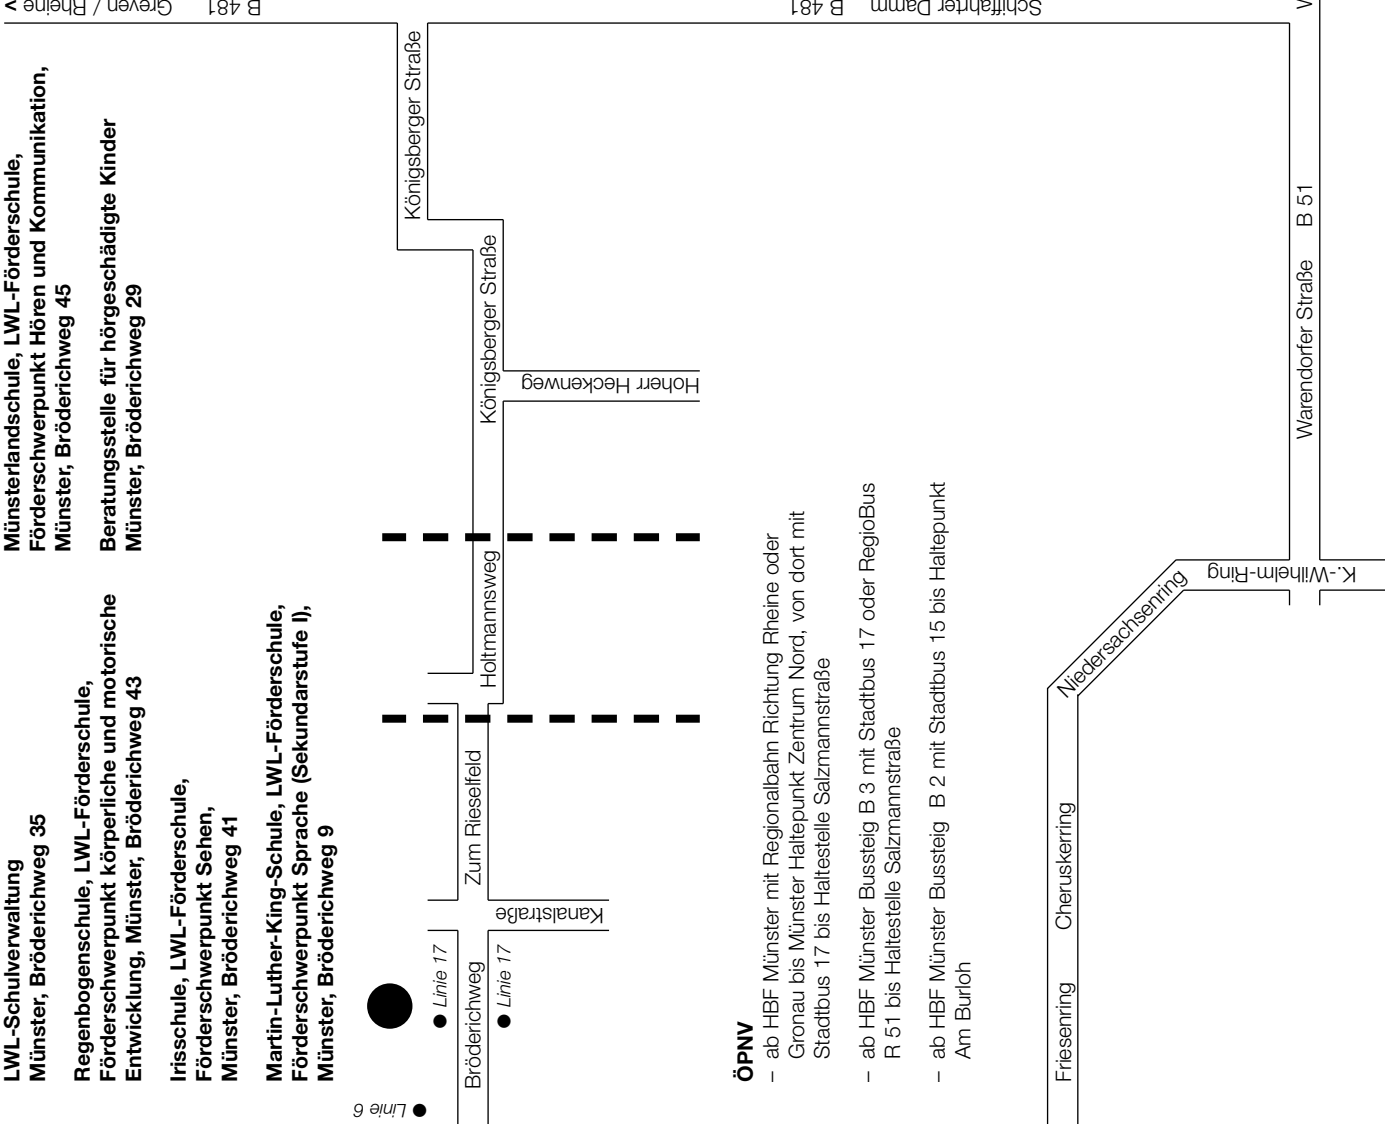 LWL-Schulverwaltung
Münster, Bröderichweg 35
Regenbogenschule, LWL-Förderschule,
Förderschwerpunkt körperliche und motorische
Entwicklung, Münster, Bröderichweg 43
Irisschule, LWL-Förderschule,
Förderschwerpunkt Sehen,
Münster, Bröderichweg 41
Martin-Luther-King-Schule, LWL-Förderschule,
Förderschwerpunkt Sprache (Sekundarstufe I),
Münster, Bröderichweg 9
Münsterlandschule, LWL-Förderschule,
Förderschwerpunkt Hören und Kommunikation,
Münster, Bröderichweg 45
Beratungsstelle für hörgeschädigte Kinder
Münster, Bröderichweg 29
< Greven / Rheine
B 481
B 481
Schiffahrter Damm
Königsberger Straße
Königsberger Straße
Hoherr Heckenweg
Holtmannsweg
Zum Rieselfeld
Kanalstraße
Linie 17
Linie 17
Bröderichweg
Linie 6
ÖPNV
– ab HBF Münster mit Regionalbahn Richtung Rheine oder
Gronau bis Münster Haltepunkt Zentrum Nord, von dort mit
Stadtbus 17 bis Haltestelle Salzmannstraße
– ab HBF Münster Bussteig B 3 mit Stadtbus 17 oder RegioBus
R 51 bis Haltestelle Salzmannstraße
– ab HBF Münster Bussteig B 2 mit Stadtbus 15 bis Haltepunkt
Am Burloh
Friesenring
Cheruskerring
Niedersachsenring
K.-Wilhelm-Ring
Warendorfer Straße
B 51